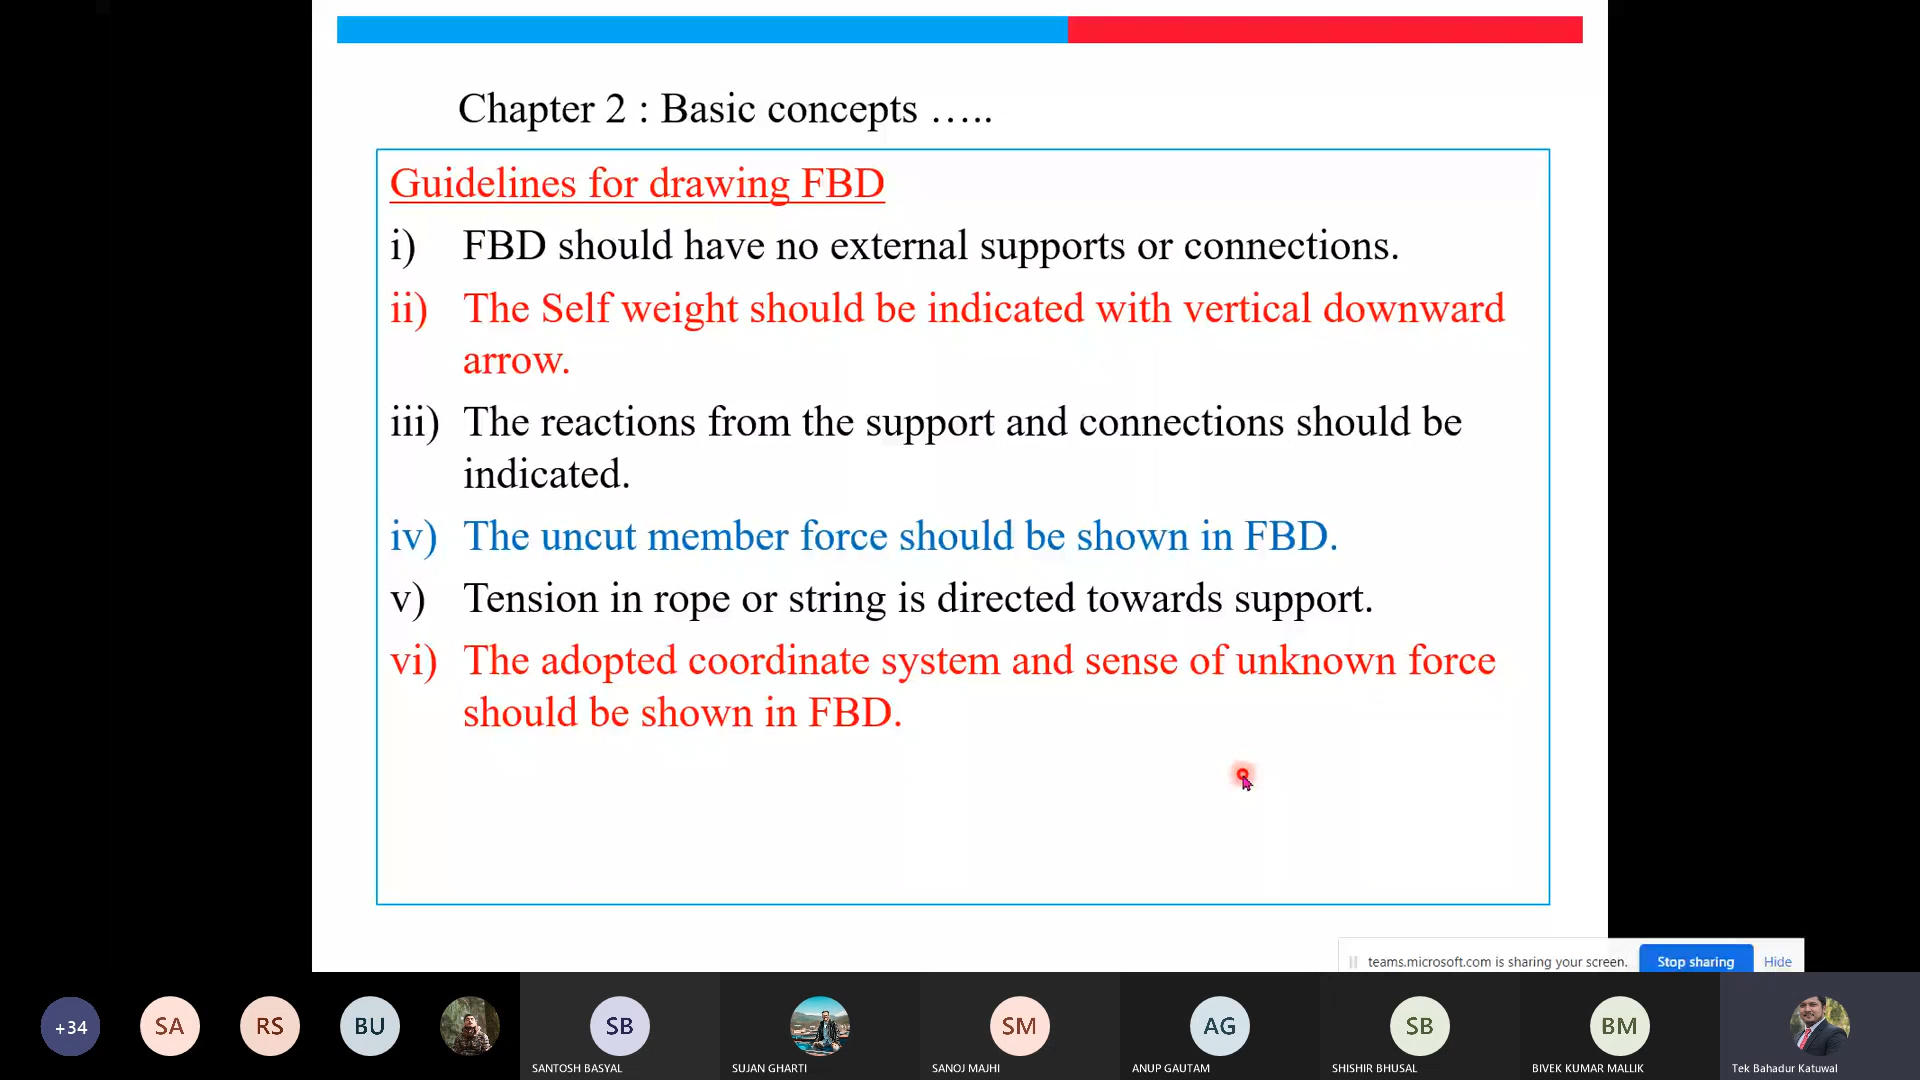 Chapter 2 : Basic concepts …..
Guidelines for drawing FBD
i) FBD should have no external supports or connections.
ii) The Self weight should be indicated with vertical downward
arrow.
iii) The reactions from the support and connections should be
indicated.
iv) The uncut member force should be shown in FBD.
v) Tension in rope or string is directed towards support.
vi) The adopted coordinate system and sense of unknown force
should be shown in FBD.
teams.microsoft.com is sharing your screen. Stop sharing Hide
+34 SA RS BU SB SM AG SB BM
SANTOSH BASYAL SUJAN GHARTI SANOJ MAJHI ANUP GAUTAM SHISHIR BHUSAL BIVEK KUMAR MALLIK Tek Bahadur Katuwal